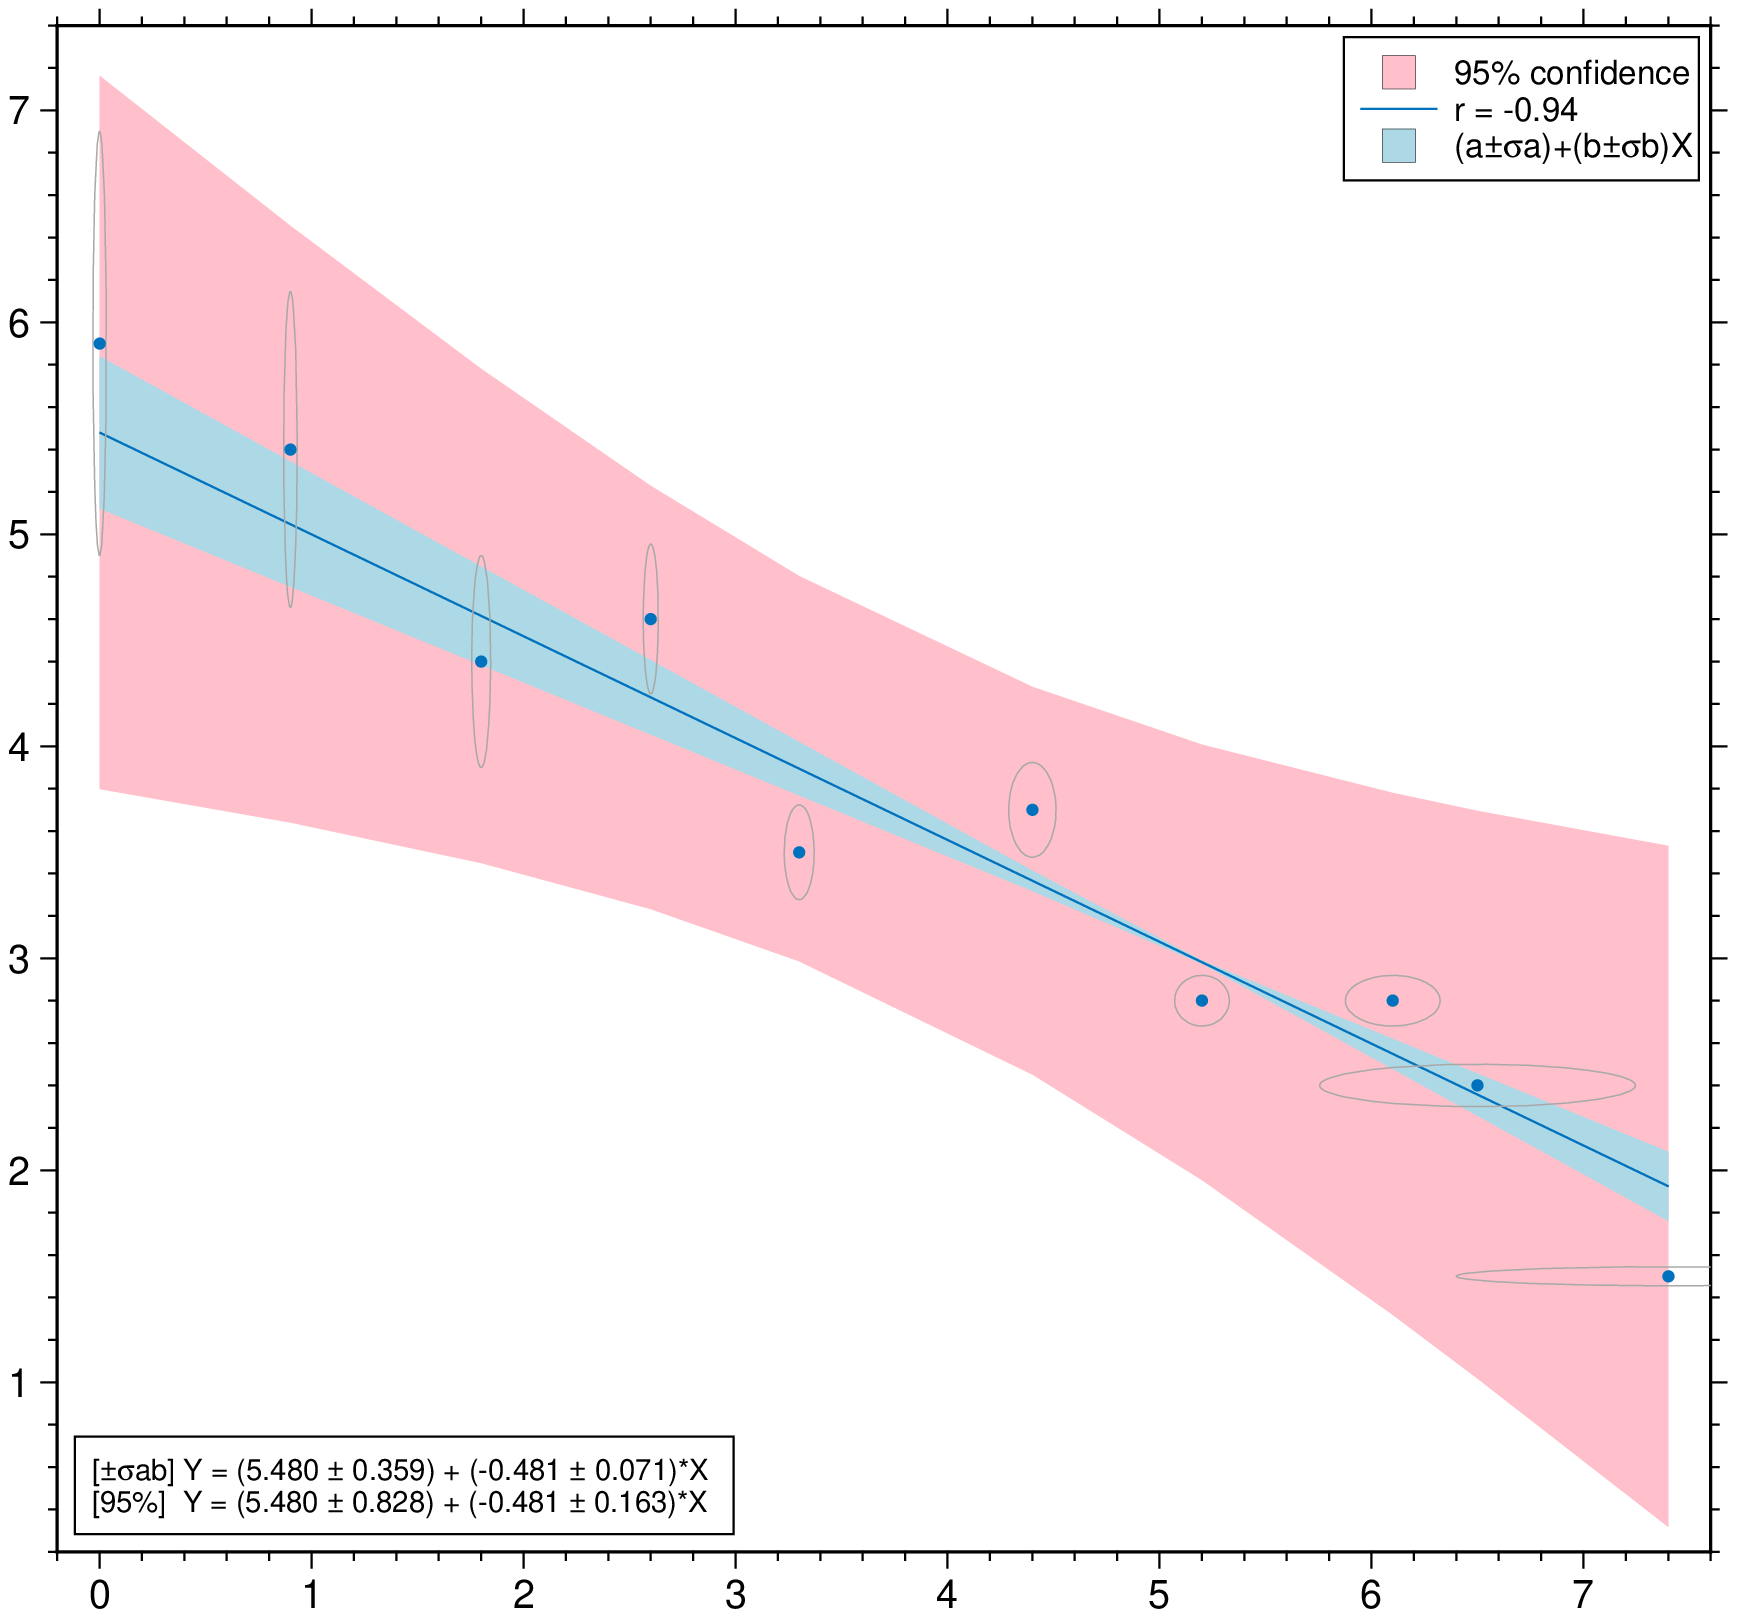 95% confidence
r = -0.94
(a±σa)+(b±σb)X
7
6
5
4
3
2
1
[±σab] Y = (5.480 ± 0.359) + (-0.481 ± 0.071)*X
[95%] Y = (5.480 ± 0.828) + (-0.481 ± 0.163)*X
0 1 2 3 4 5 6 7